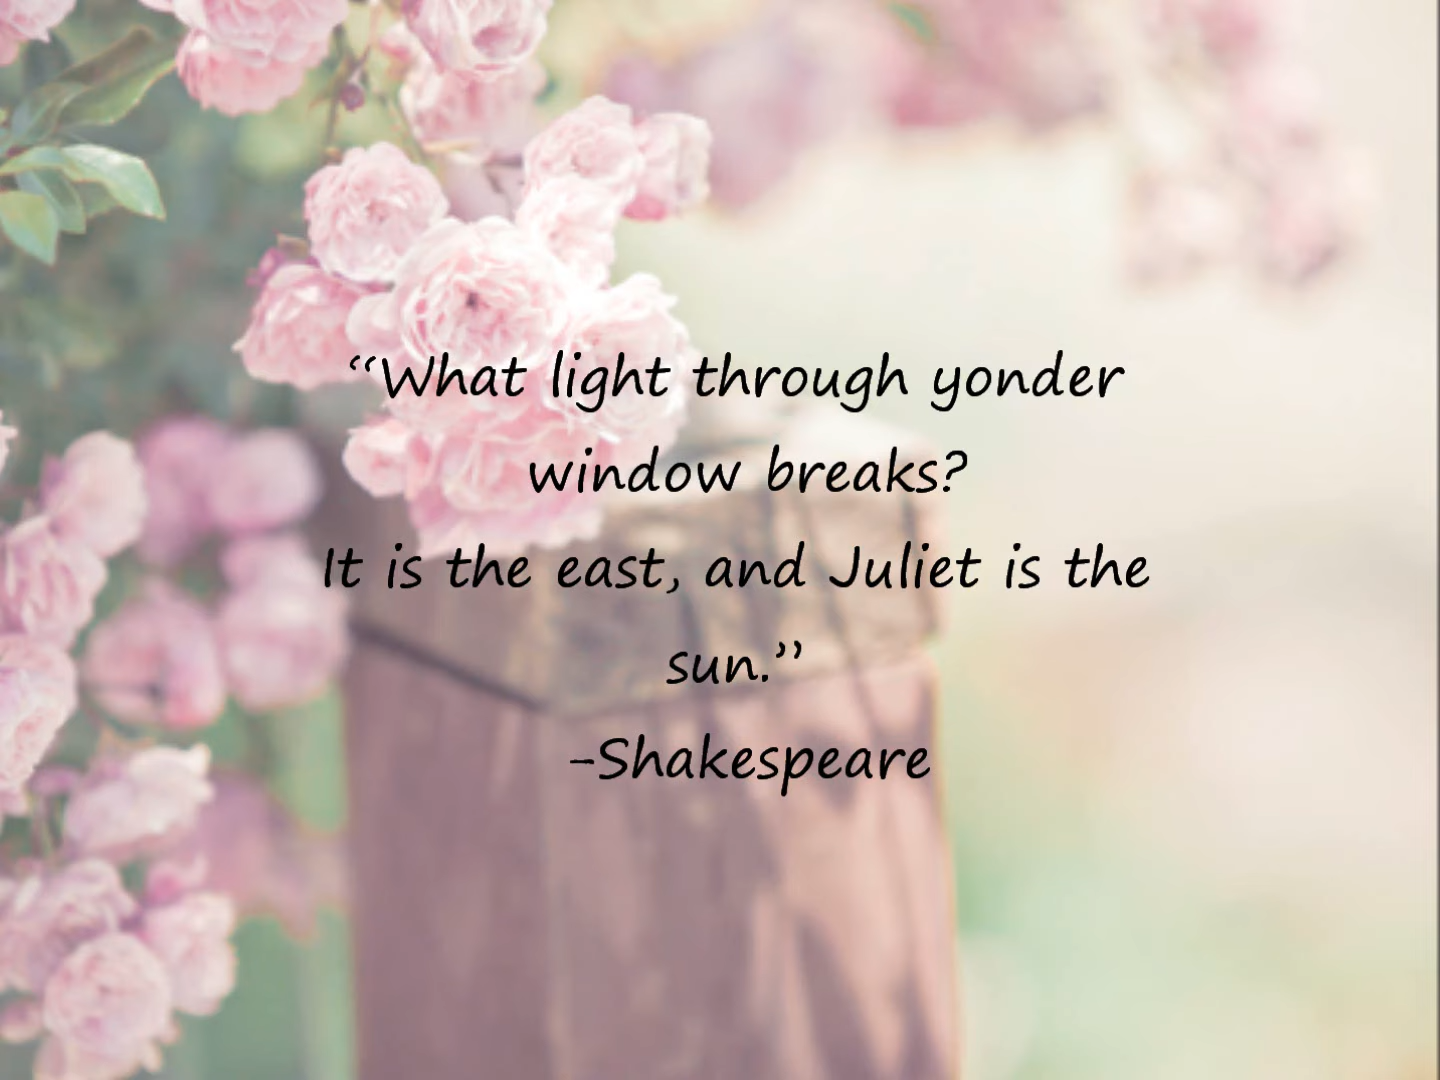 “What light through yonder
window breaks?
It is the east, and Juliet is the
sun.”
-Shakespeare